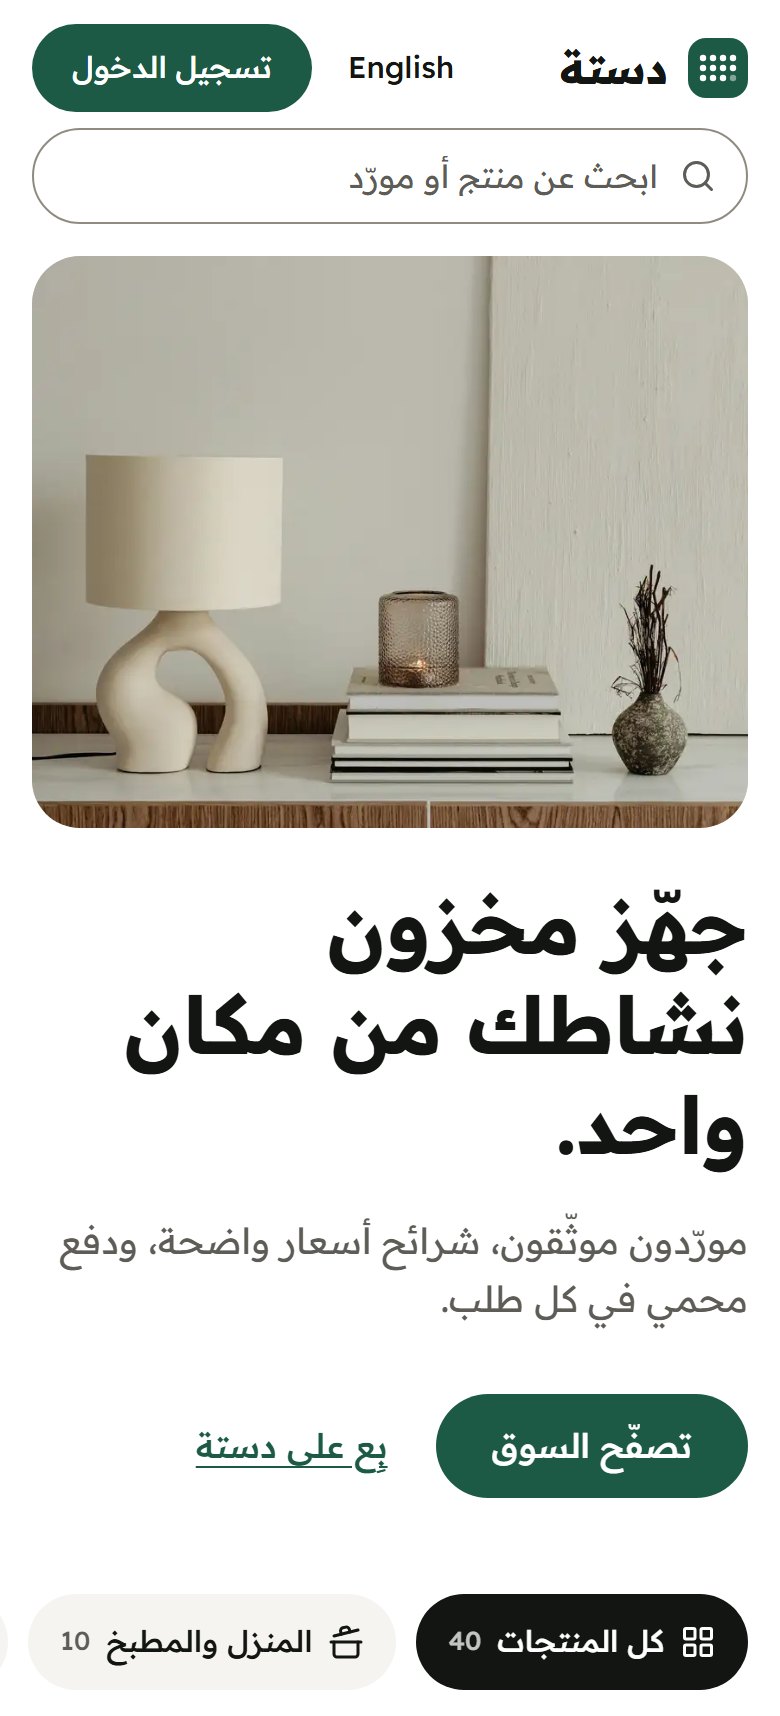 دستة
English
تسجيل الدخول
ابحث عن منتج أو مورّد
جهّز مخزون
نشاطك من مكان
واحد.
مورّدون موثّقون، شرائح أسعار واضحة، ودفع
محمي في كل طلب.
تصفّح السوق
بِع على دستة
كل المنتجات 40
المنزل والمطبخ 10